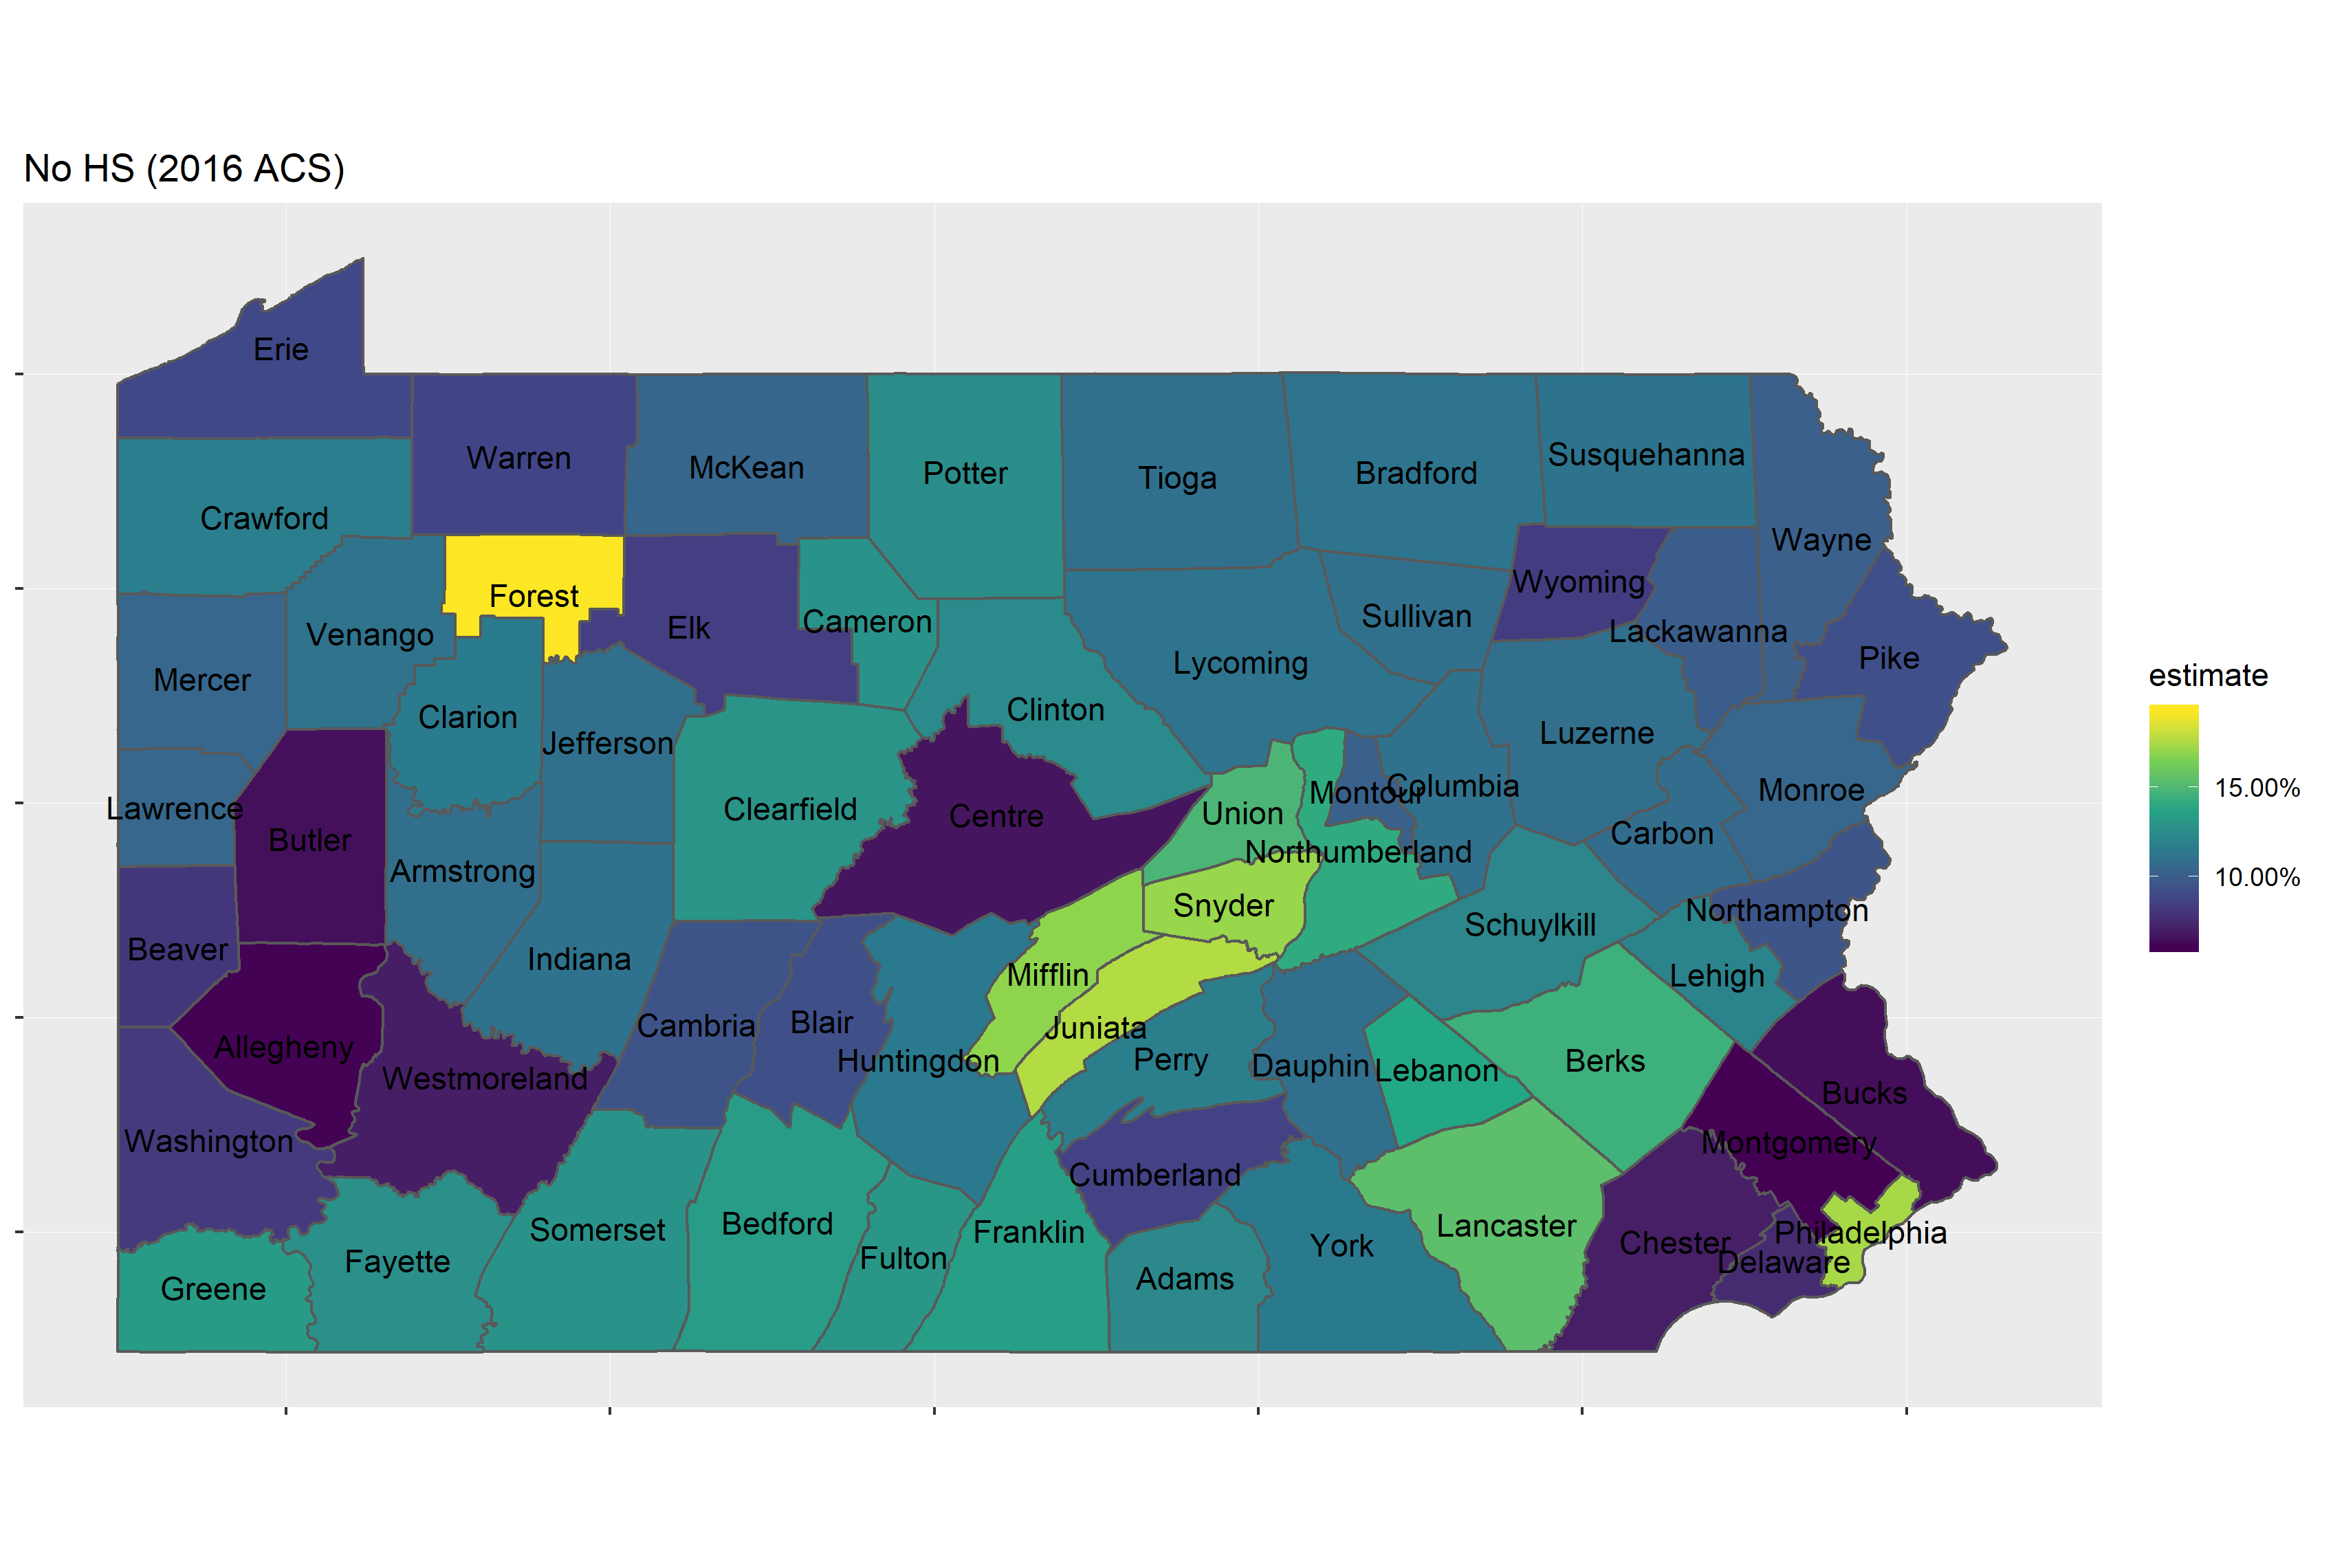 No HS (2016 ACS)
Erie
Warren
McKean
Potter
Tioga
Bradford
Susquehanna
Crawford
Wayne
Forest
Wyoming
Venango
Elk
Cameron
Sullivan
Lackawanna
Mercer
Lycoming
Pike
Clarion
Clinton
Jefferson
Luzerne
Lawrence
Clearfield
Centre
Union
Montour
Columbia
Monroe
Butler
Armstrong
Northumberland
Carbon
Snyder
Schuylkill
Northampton
Beaver
Indiana
Mifflin
Lehigh
Allegheny
Cambria
Blair
Juniata
Westmoreland
Huntingdon
Perry
Dauphin
Lebanon
Berks
Bucks
Washington
Cumberland
Montgomery
Somerset
Bedford
Franklin
Lancaster
Philadelphia
Greene
Fayette
Fulton
Adams
York
Chester
Delaware
estimate
15.00%
10.00%